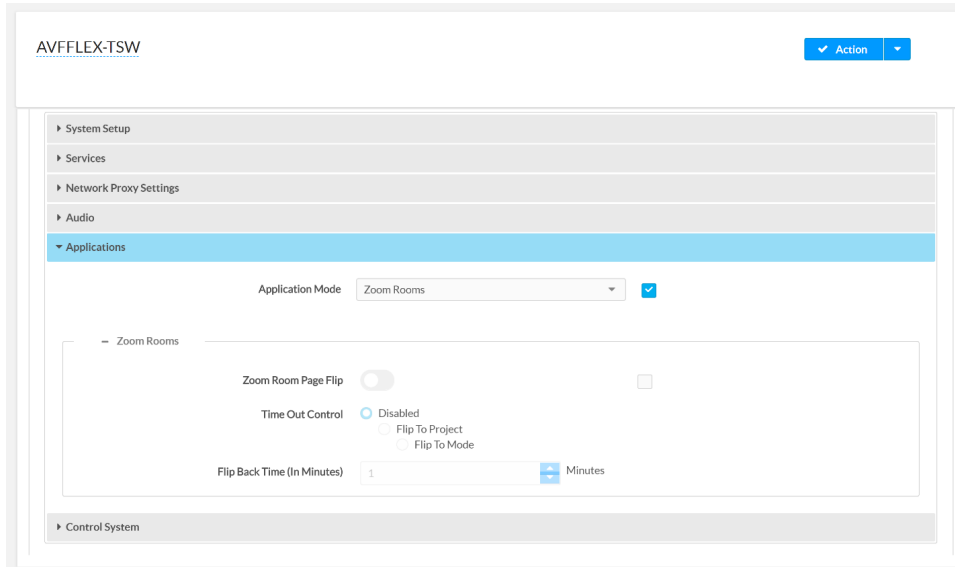 AVFFLEX-TSW
Action
System Setup
Services
Network Proxy Settings
Audio
Applications
Application Mode Zoom Rooms
Zoom Rooms
Zoom Room Page Flip
Time Out Control Disabled
Flip To Project
Flip To Mode
Flip Back Time (In Minutes) 1 Minutes
Control System